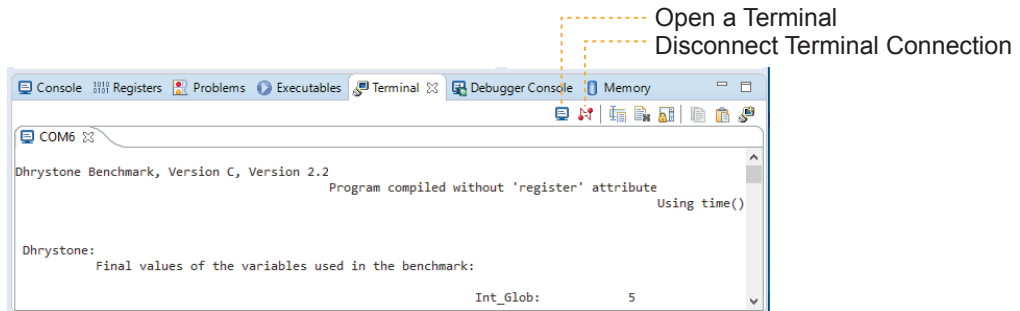 Open a Terminal
Disconnect Terminal Connection
Console Registers Problems Executables Terminal Debugger Console Memory
COM6
Dhrystone Benchmark, Version C, Version 2.2
Program compiled without 'register' attribute
Using time()
Dhrystone:
Final values of the variables used in the benchmark:
Int_Glob: 5